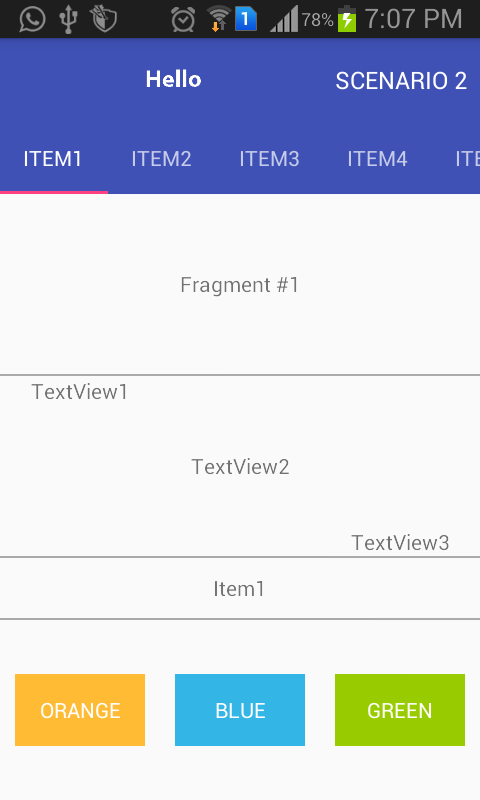 1 78% 7:07 PM
Hello SCENARIO 2
ITEM1 ITEM2 ITEM3 ITEM4 ITE
Fragment #1
TextView1
TextView2
TextView3
Item1
ORANGE BLUE GREEN